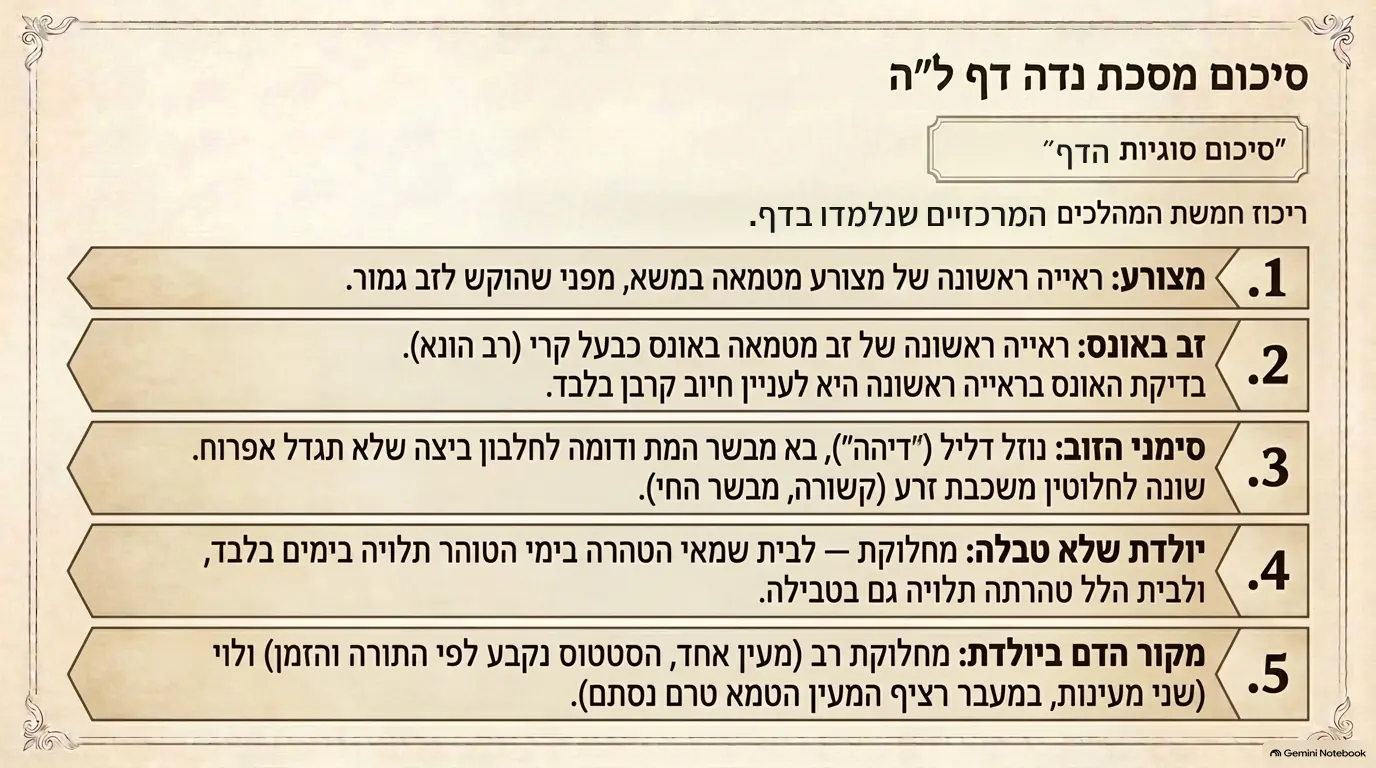 סיכום מסכת נדה דף ל״ה
״סיכום סוגיות הדף״
ריכוז חמשת המהלכים המרכזיים שנלמדו בדף.
1. מצורע: ראייה ראשונה של מצורע מטמאה במשא, מפני שהוקש לזב גמור.
2. זב באונס: ראייה ראשונה של זב מטמאה באונס כבעל קרי (רב הונא).
בדיקת האונס בראייה ראשונה היא לעניין חיוב קרבן בלבד.
3. סימני הזוב: נוזל דליל (״דיהה״), בא מבשר המת ודומה לחלבון ביצה שלא תגדל אפרוח.
שונה לחלוטין משכבת זרע (קשורה, מבשר החי).
4. יולדת שלא טבלה: מחלוקת – לבית שמאי הטהרה בימי הטוהר תלויה בימים בלבד,
ולבית הלל טהרתה תלויה גם בטבילה.
5. מקור הדם ביולדת: מחלוקת רב (מעין אחד, הסטטוס נקבע לפי התורה והזמן) ולוי
(שני מעינות, במעבר רציף המעין הטמא טרם נסתם).
Gemini Notebook